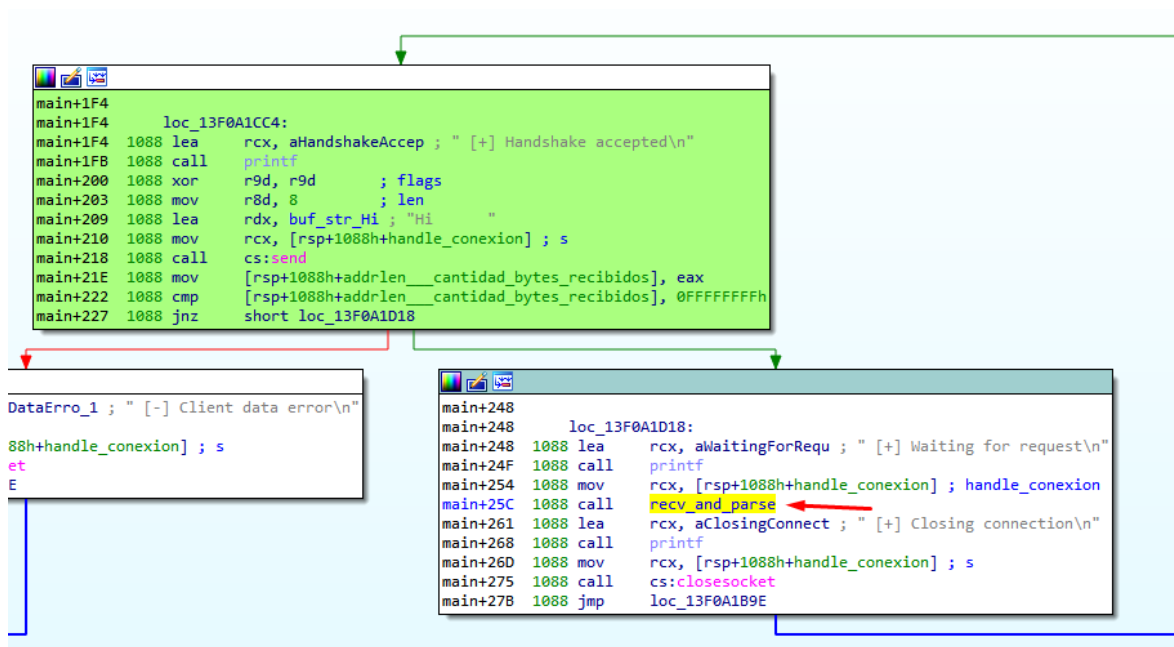 main+1F4
main+1F4 loc_13F0A1CC4:
main+1F4 1088 lea rcx, aHandshakeAccep ; " [+] Handshake accepted\n"
main+1FB 1088 call printf
main+200 1088 xor r9d, r9d ; flags
main+203 1088 mov r8d, 8 ; len
main+209 1088 lea rdx, buf_str_Hi ; "Hi      "
main+210 1088 mov rcx, [rsp+1088h+handle_conexion] ; s
main+218 1088 call cs:send
main+21E 1088 mov [rsp+1088h+addrlen___cantidad_bytes_recibidos], eax
main+222 1088 cmp [rsp+1088h+addrlen___cantidad_bytes_recibidos], 0FFFFFFFFh
main+227 1088 jnz short loc_13F0A1D18
DataErro_1 ; " [-] Client data error\n"
88h+handle_conexion] ; s
et
E
main+248
main+248 loc_13F0A1D18:
main+248 1088 lea rcx, aWaitingForRequ ; " [+] Waiting for request\n"
main+24F 1088 call printf
main+254 1088 mov rcx, [rsp+1088h+handle_conexion] ; handle_conexion
main+25C 1088 call recv_and_parse
main+261 1088 lea rcx, aClosingConnect ; " [+] Closing connection\n"
main+268 1088 call printf
main+26D 1088 mov rcx, [rsp+1088h+handle_conexion] ; s
main+275 1088 call cs:closesocket
main+27B 1088 jmp loc_13F0A1B9E